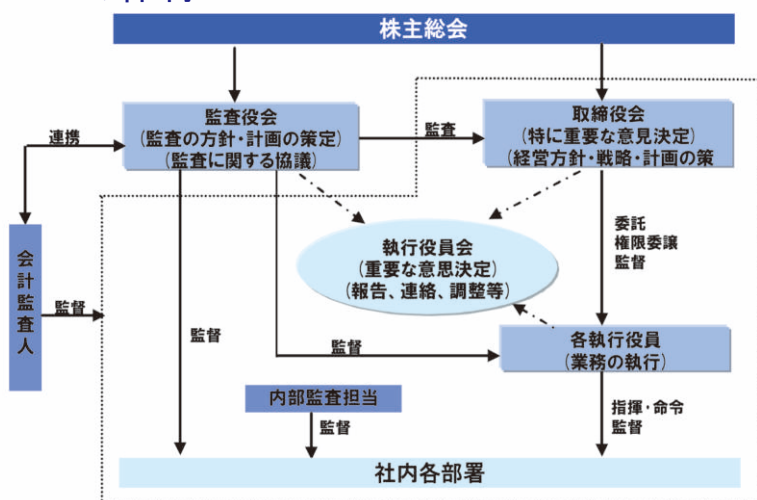 株主総会
監査役会
(監査の方針・計画の策定)
(監査に関する協議)
監査
取締役会
(特に重要な意見決定)
(経営方針・戦略・計画の策
連携
会計監査人
監督
執行役員会
(重要な意思決定)
(報告、連絡、調整等)
委託
権限委譲
監督
監督
監督
各執行役員
(業務の執行)
内部監査担当
監督
指揮・命令
監督
社内各部署